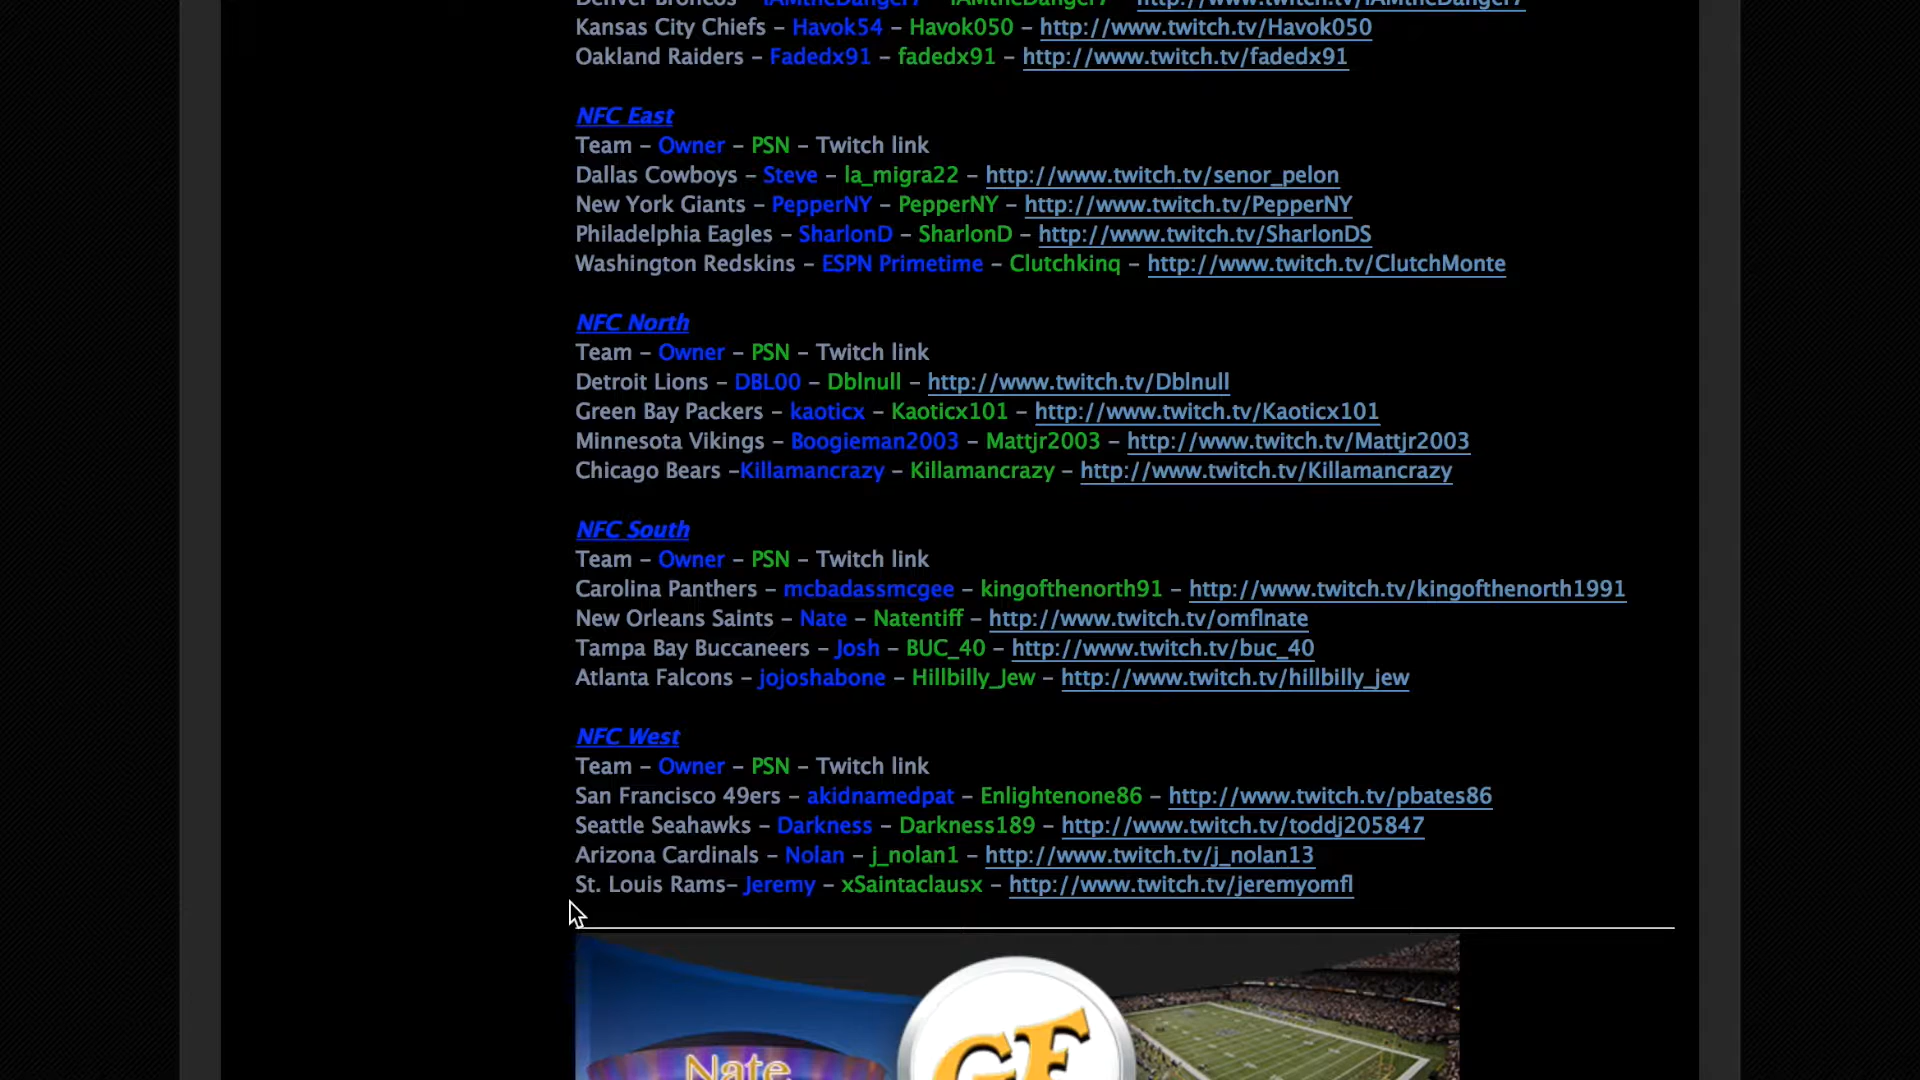 Denver Broncos - IAMtheDanger7 - IAMtheDanger7 - http://www.twitch.tv/IAMtheDanger7
Kansas City Chiefs – Havok54 – Havok050 – http://www.twitch.tv/Havok050
Oakland Raiders – Fadedx91 – fadedx91 – http://www.twitch.tv/fadedx91
NFC East
Team – Owner – PSN – Twitch link
Dallas Cowboys – Steve – la_migra22 – http://www.twitch.tv/senor_pelon
New York Giants – PepperNY – PepperNY – http://www.twitch.tv/PepperNY
Philadelphia Eagles – SharlonD – SharlonD – http://www.twitch.tv/SharlonDS
Washington Redskins – ESPN Primetime – Clutchkinq – http://www.twitch.tv/ClutchMonte
NFC North
Team – Owner – PSN – Twitch link
Detroit Lions – DBL00 – Dblnull – http://www.twitch.tv/Dblnull
Green Bay Packers – kaoticx – Kaoticx101 – http://www.twitch.tv/Kaoticx101
Minnesota Vikings – Boogieman2003 – Mattjr2003 – http://www.twitch.tv/Mattjr2003
Chicago Bears –Killamancrazy – Killamancrazy – http://www.twitch.tv/Killamancrazy
NFC South
Team – Owner – PSN – Twitch link
Carolina Panthers – mcbadassmcgee – kingofthenorth91 – http://www.twitch.tv/kingofthenorth1991
New Orleans Saints – Nate – Natentiff – http://www.twitch.tv/omflnate
Tampa Bay Buccaneers – Josh – BUC_40 – http://www.twitch.tv/buc_40
Atlanta Falcons – jojoshabone – Hillbilly_Jew – http://www.twitch.tv/hillbilly_jew
NFC West
Team – Owner – PSN – Twitch link
San Francisco 49ers – akidnamedpat – Enlightenone86 – http://www.twitch.tv/pbates86
Seattle Seahawks – Darkness – Darkness189 – http://www.twitch.tv/toddj205847
Arizona Cardinals – Nolan – j_nolan1 – http://www.twitch.tv/j_nolan13
St. Louis Rams– Jeremy – xSaintaclausx – http://www.twitch.tv/jeremyomfl
GF
Nate